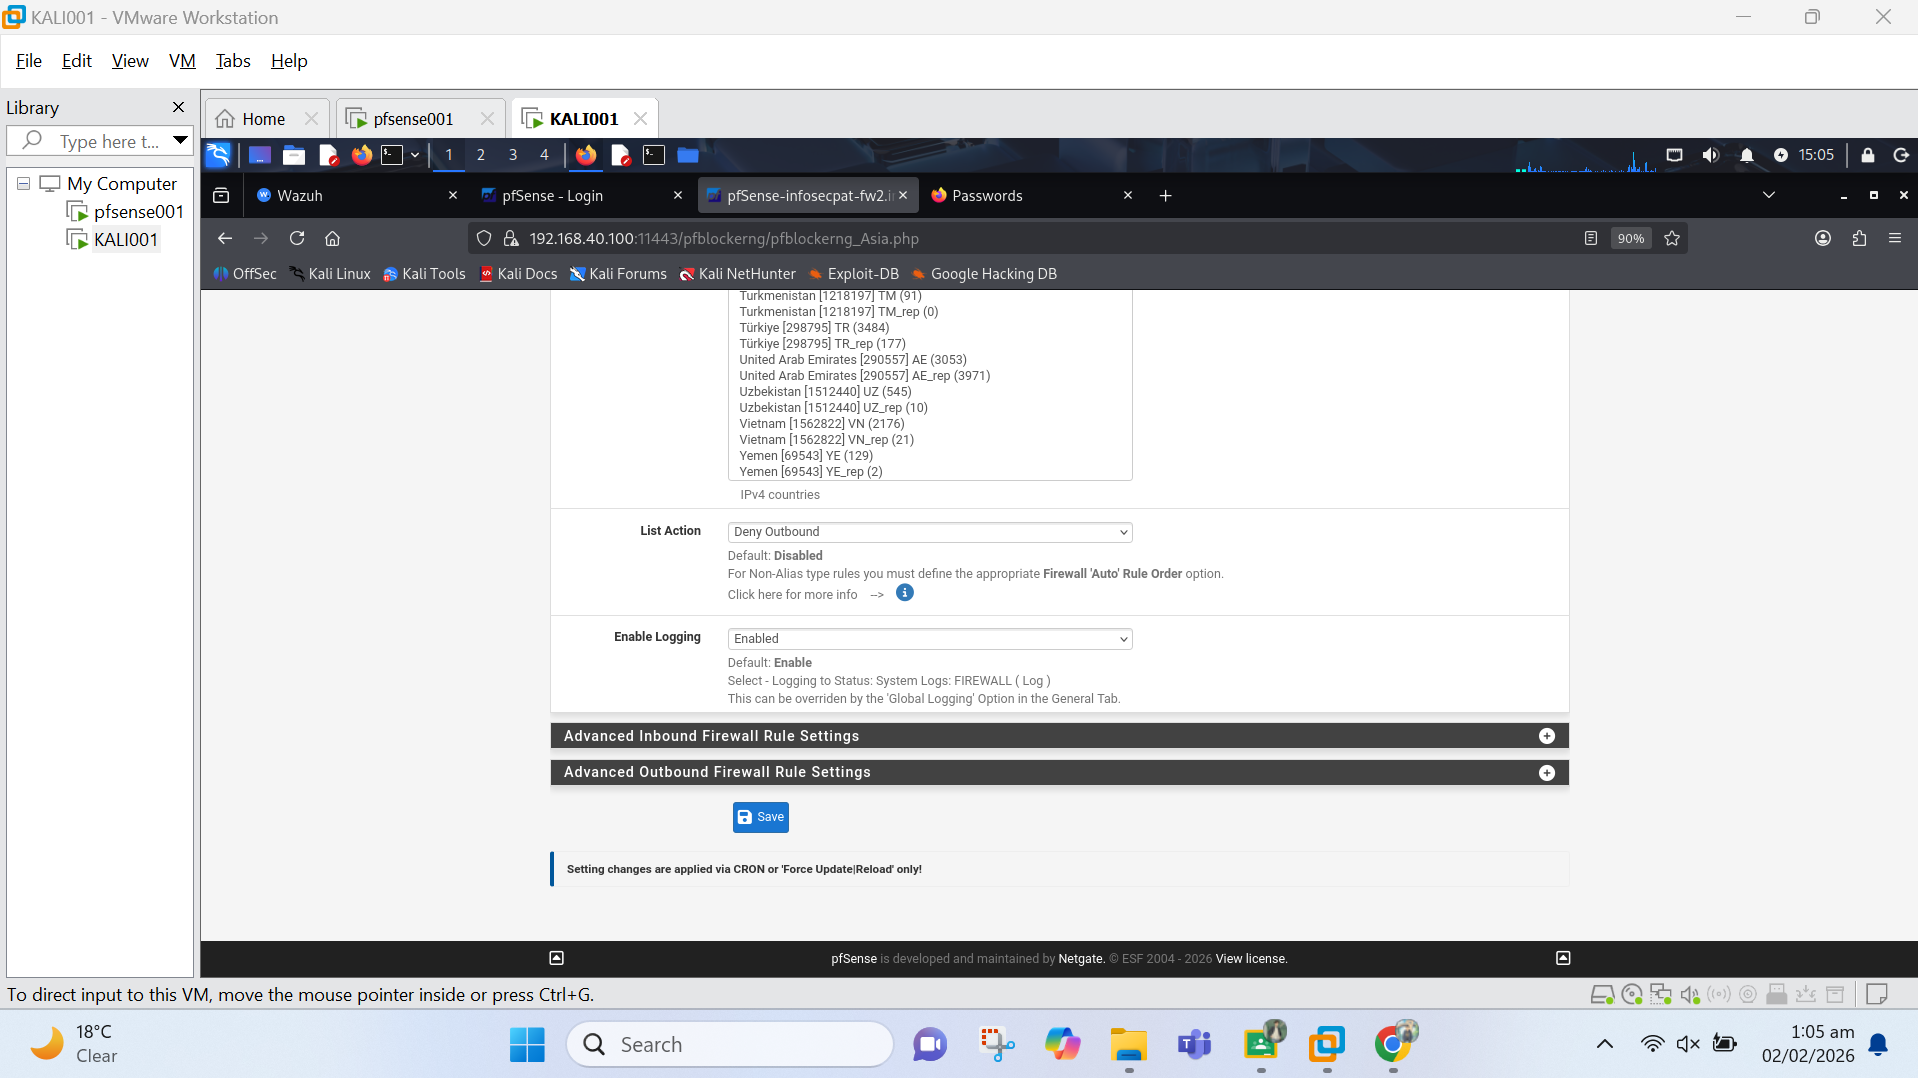 KALI001 - VMware Workstation
File Edit View VM Tabs Help
Library
Type here t...
My Computer
pfsense001
KALI001
Home
pfsense001
KALI001
1 2 3 4
15:05
Wazuh
pfSense - Login
pfSense-infosecpat-fw2.i
Passwords
192.168.40.100:11443/pfblockerng/pfblockerng_Asia.php
90%
OffSec Kali Linux Kali Tools Kali Docs Kali Forums Kali NetHunter Exploit-DB Google Hacking DB
Turkmenistan [1218197] TM (91)
Turkmenistan [1218197] TM_rep (0)
Türkiye [298795] TR (3484)
Türkiye [298795] TR_rep (177)
United Arab Emirates [290557] AE (3053)
United Arab Emirates [290557] AE_rep (3971)
Uzbekistan [1512440] UZ (545)
Uzbekistan [1512440] UZ_rep (10)
Vietnam [1562822] VN (2176)
Vietnam [1562822] VN_rep (21)
Yemen [69543] YE (129)
Yemen [69543] YE_rep (2)
IPv4 countries
List Action
Deny Outbound
Default: Disabled
For Non-Alias type rules you must define the appropriate Firewall 'Auto' Rule Order option.
Click here for more info -->
Enable Logging
Enabled
Default: Enable
Select - Logging to Status: System Logs: FIREWALL ( Log )
This can be overriden by the 'Global Logging' Option in the General Tab.
Advanced Inbound Firewall Rule Settings
Advanced Outbound Firewall Rule Settings
Save
Setting changes are applied via CRON or 'Force Update|Reload' only!
pfSense is developed and maintained by Netgate. © ESF 2004 - 2026 View license.
To direct input to this VM, move the mouse pointer inside or press Ctrl+G.
18°C
Clear
Search
1:05 am
02/02/2026